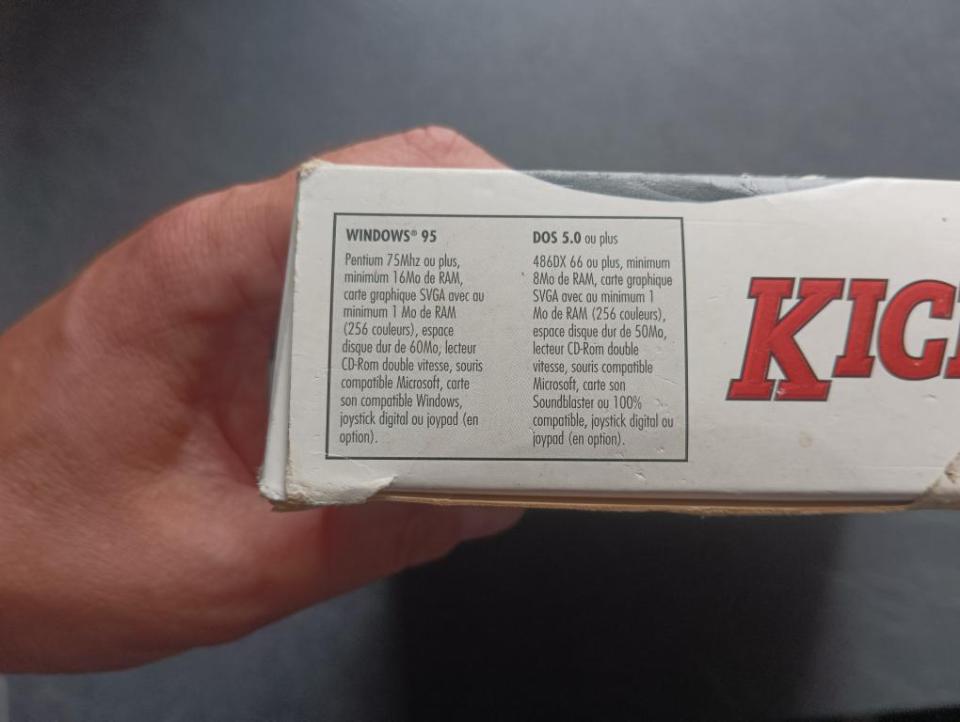 WINDOWS® 95
Pentium 75Mhz ou plus,
minimum 16Mo de RAM,
carte graphique SVGA avec au
minimum 1 Mo de RAM
(256 couleurs), espace
disque dur de 60Mo, lecteur
CD-Rom double vitesse, souris
compatible Microsoft, carte
son compatible Windows,
joystick digital ou joypad (en
option).
DOS 5.0 ou plus
486DX 66 ou plus, minimum
8Mo de RAM, carte graphique
SVGA avec au minimum 1
Mo de RAM (256 couleurs),
espace disque dur de 50Mo,
lecteur CD-Rom double
vitesse, souris compatible
Microsoft, carte son
Soundblaster ou 100%
compatible, joystick digital ou
joypad (en option).
KIC